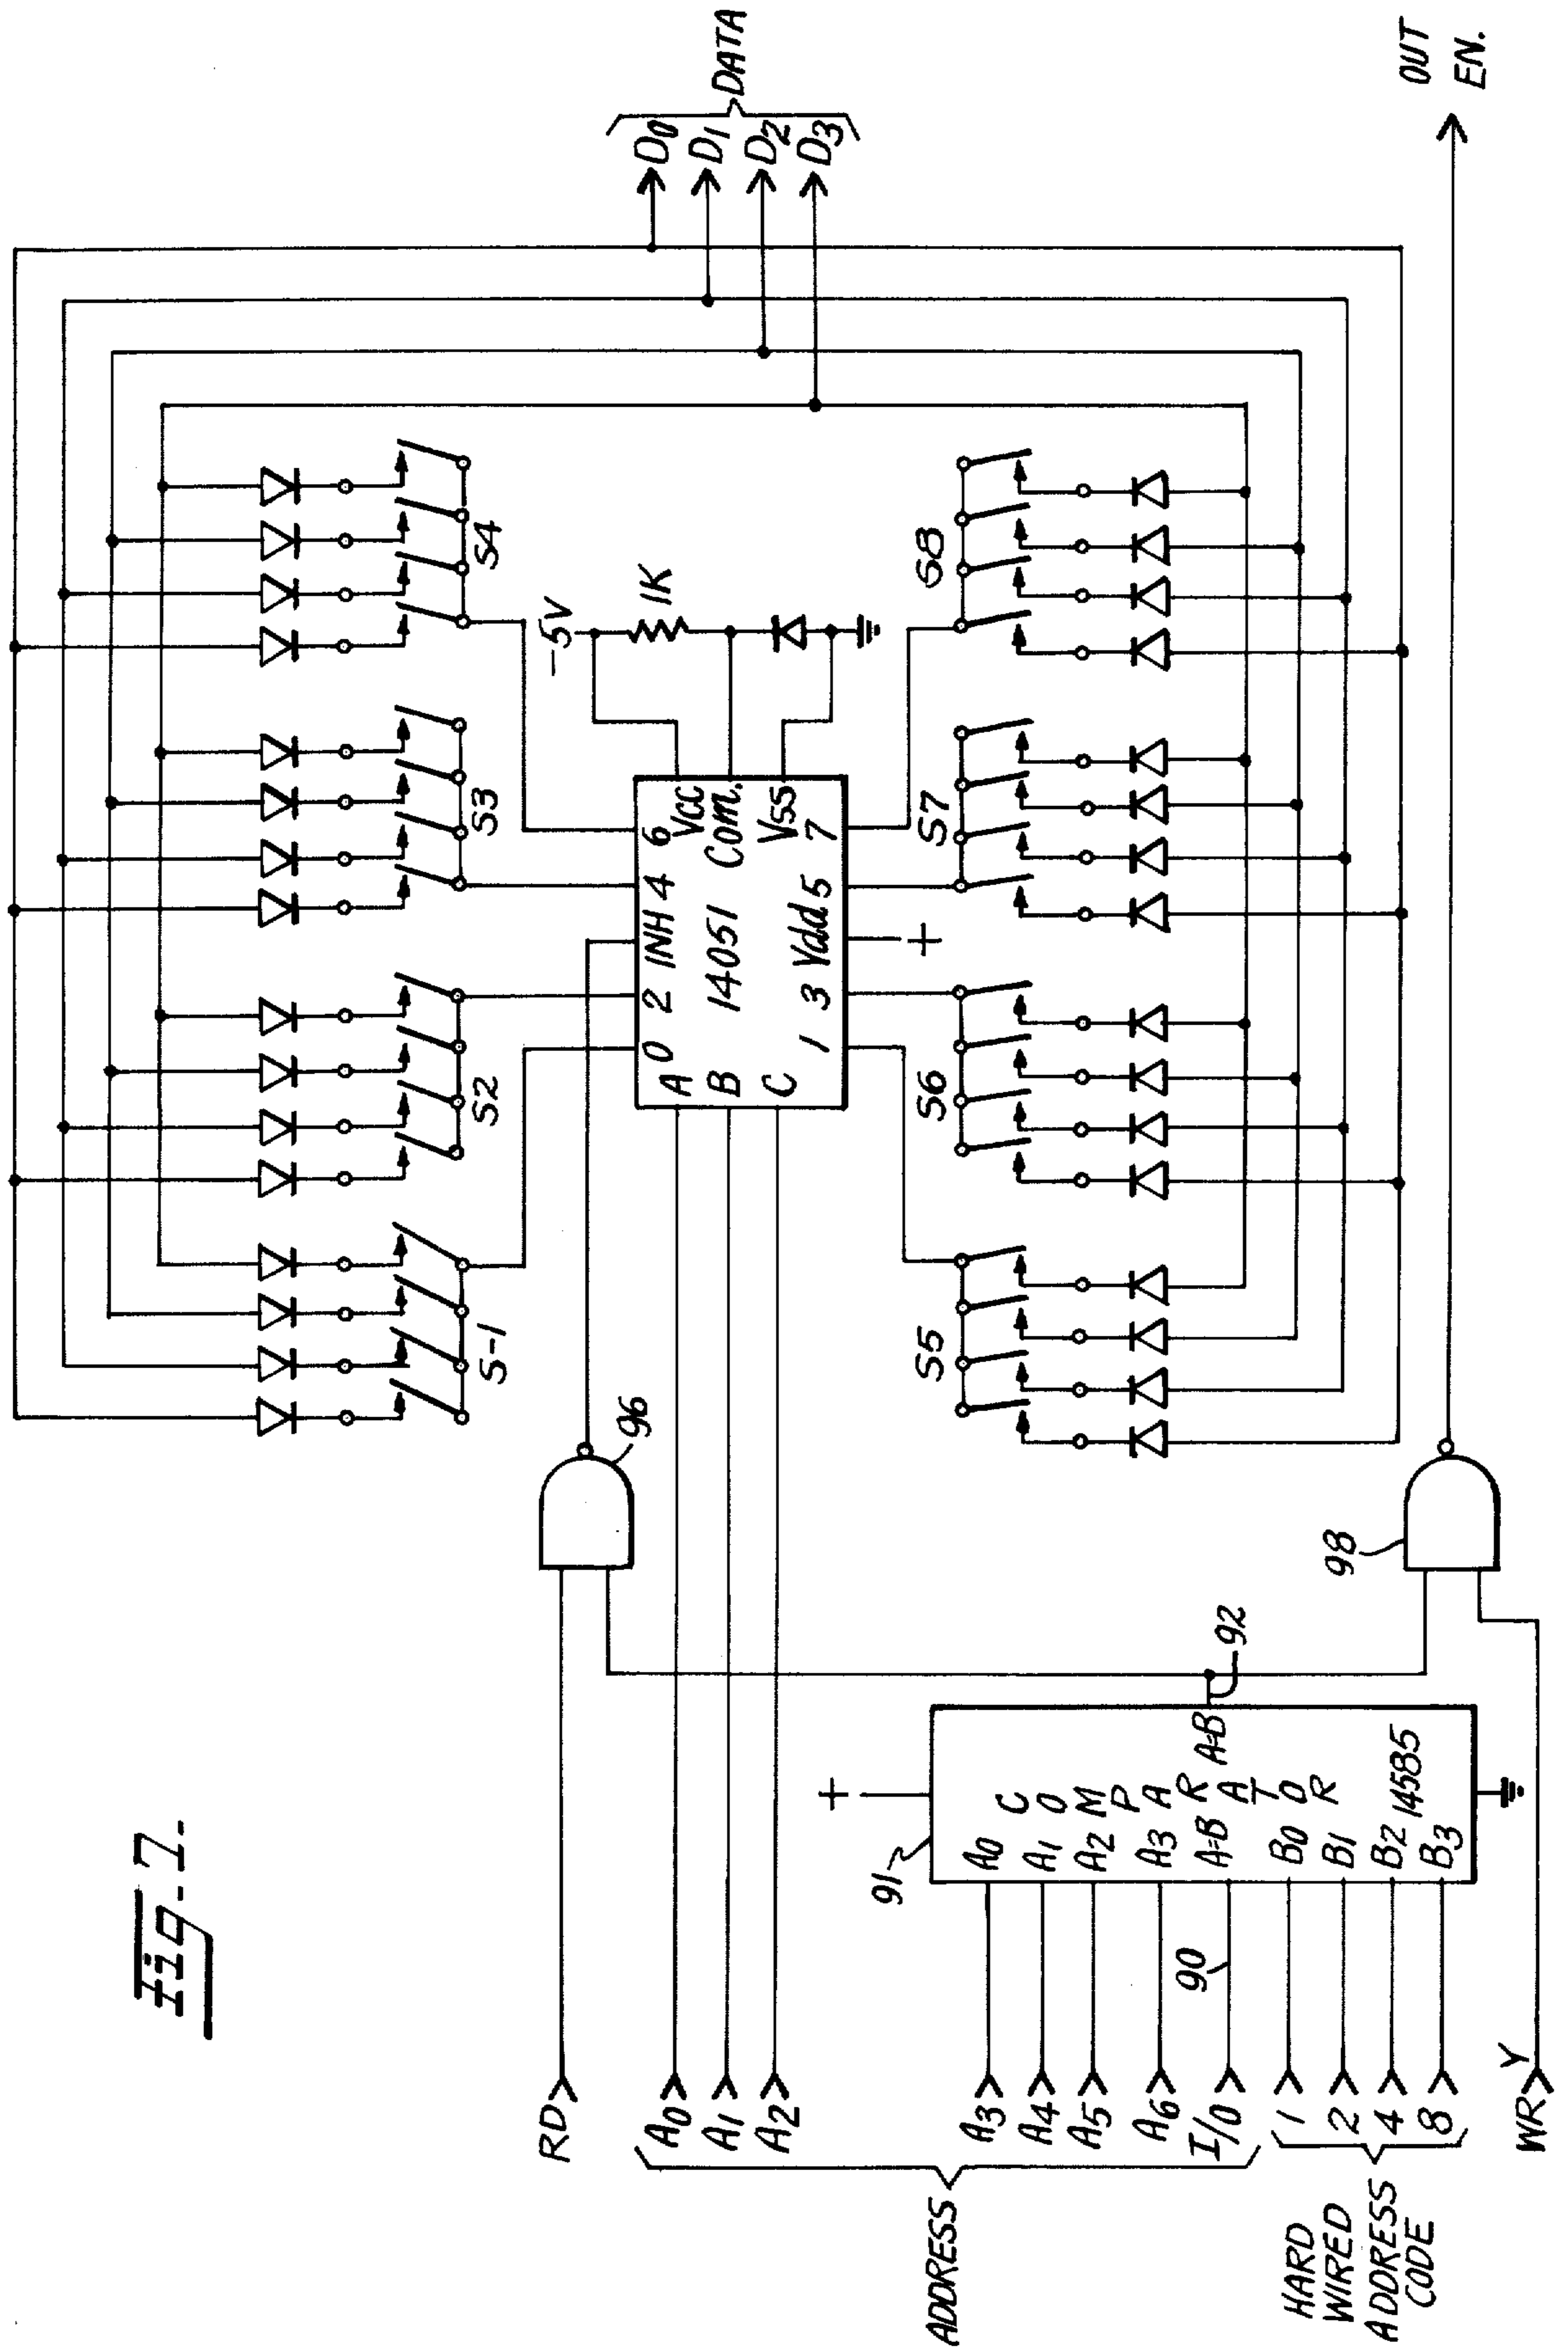 Fig. 7.
RD
A0
A1
A2
A3
A4
A5
A6
I/O
ADDRESS
1
2
4
8
HARD
WIRED
ADDRESS
CODE
WR
Y
90
91
92
96
98
+
A0
A1
A2
A3
A=B
B0
B1
B2
B3
COMPARATOR
A=B
14585
S-1
S2
S3
S4
0 2 INH 4 6
A
B
C
14051
VCC
Com.
VSS
1 3 Vdd 5 7
+
-5V
1K
S5
S6
S7
S8
D0
D1
D2
D3
DATA
OUT
EN.